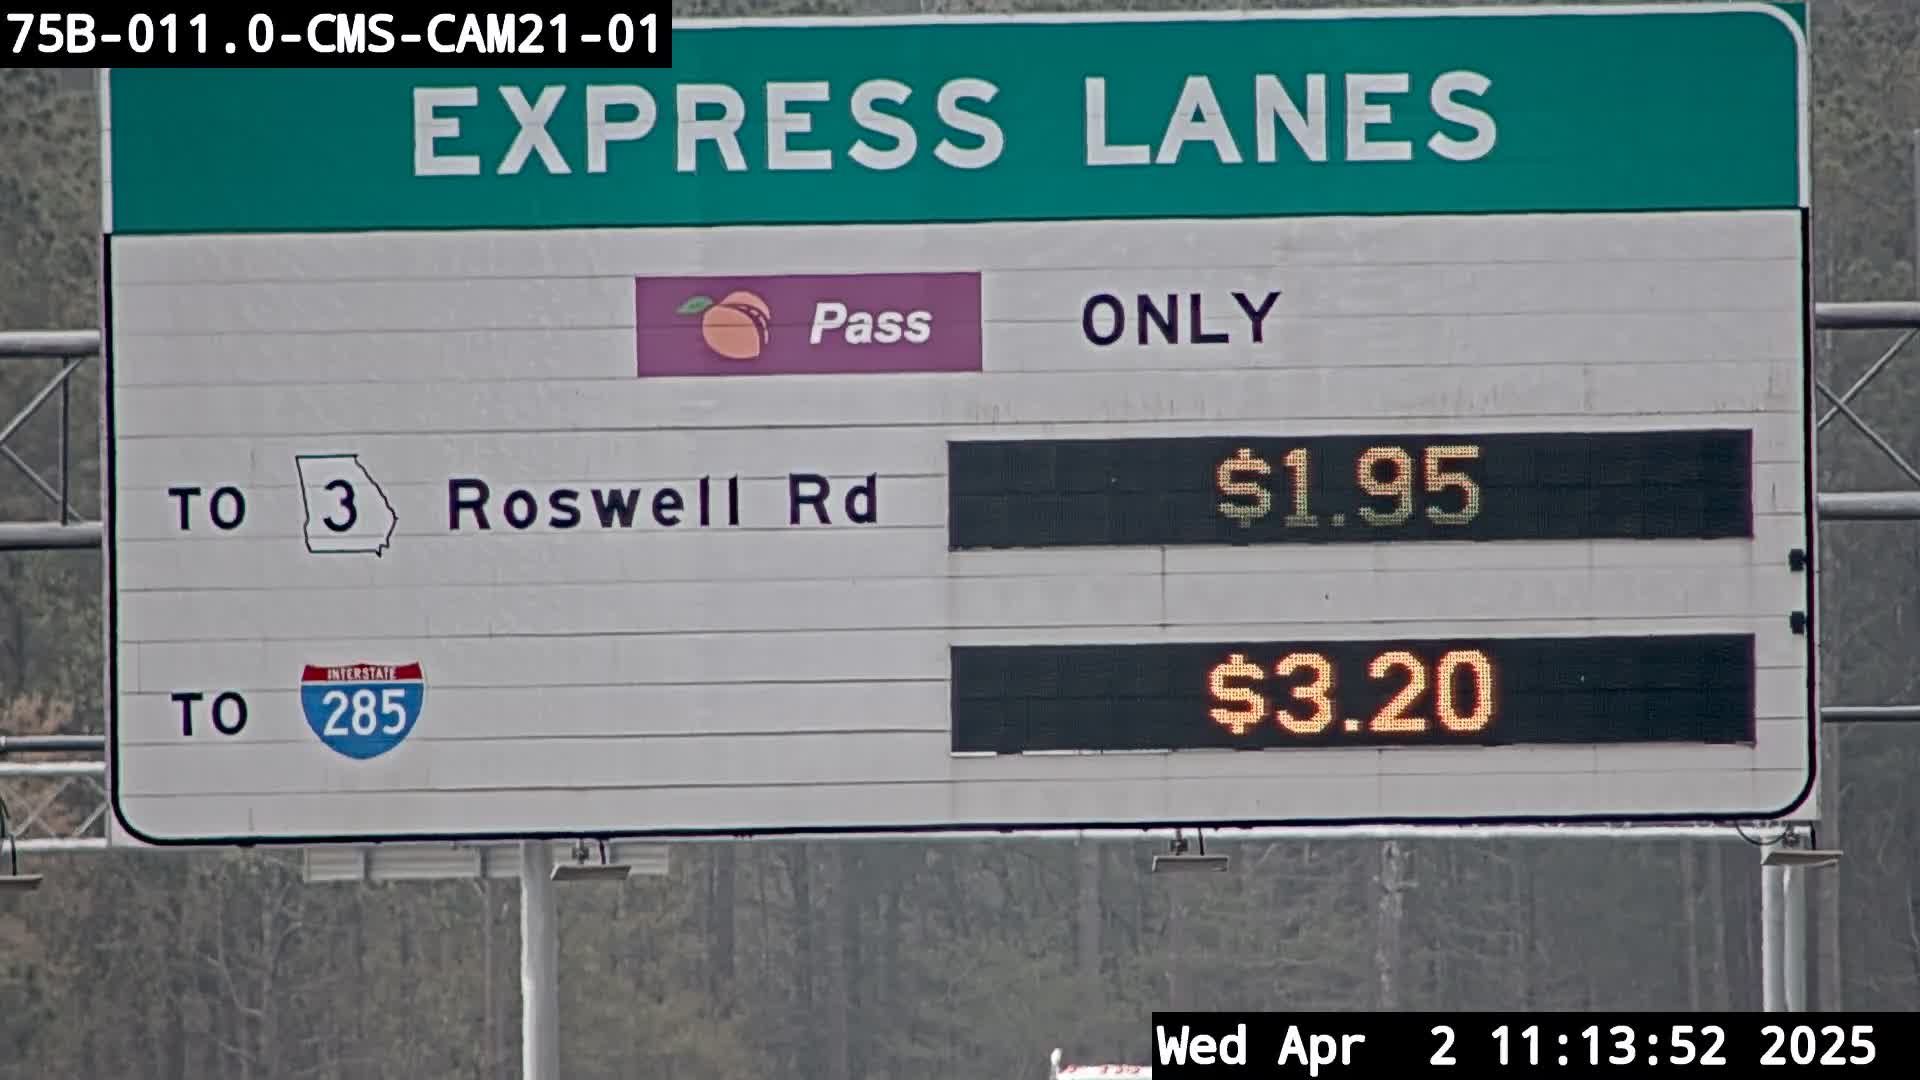 75B-011.0-CMS-CAM21-01
EXPRESS LANES
Pass ONLY
TO 3 Roswell Rd $1.95
TO INTERSTATE 285 $3.20
Wed Apr 2 11:13:52 2025